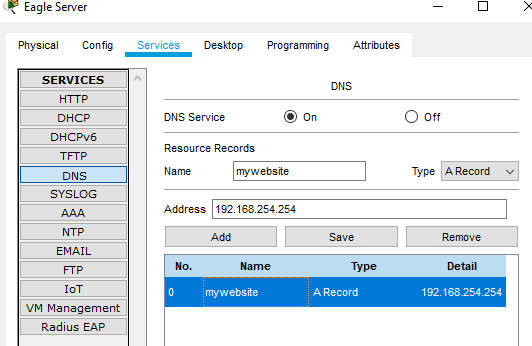 Eagle Server
Physical Config Services Desktop Programming Attributes
SERVICES
HTTP
DHCP
DHCPv6
TFTP
DNS
SYSLOG
AAA
NTP
EMAIL
FTP
IoT
VM Management
Radius EAP
DNS
DNS Service On Off
Resource Records
Name mywebsite Type A Record
Address 192.168.254.254
Add Save Remove
No. Name Type Detail
0 mywebsite A Record 192.168.254.254